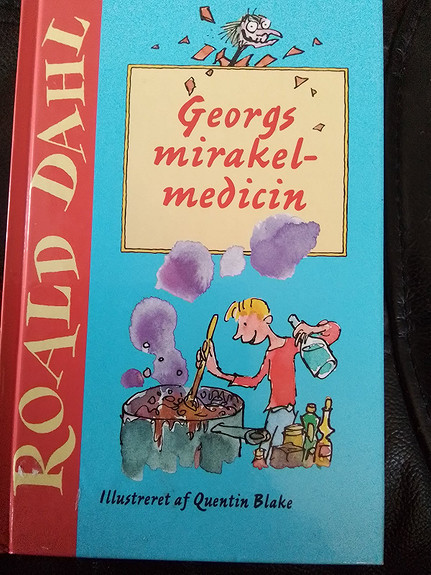 ROALD DAHL
Georgs
mirakel-
medicin
Illustreret af Quentin Blake